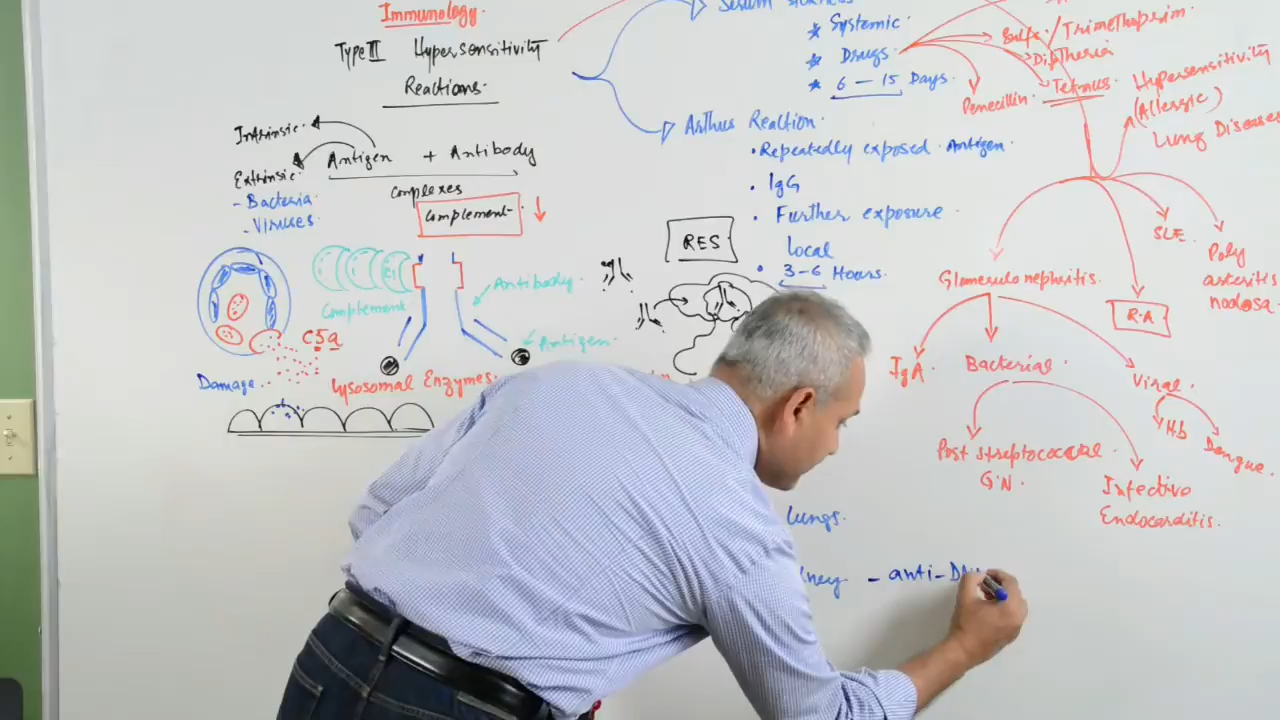 Immunology.
Type III Hypersensitivity
Reactions.
Intrinsic.
Antigen + Antibody
Extrinsic.
- Bacteria
- Viruses
Complexes
Complement
C1
Complement
Antibody.
Antigen.
C5a
Damage.
Lysosomal Enzymes.
RES
* Systemic
* Drugs
* 6 - 15 Days.
Arthus Reaction.
• Repeatedly exposed Antigen.
• IgG
• Further exposure
local
• 3-6 Hours.
Sulfa/Trimethoprim
Diptheria
Tetnus
Penecillin.
Hypersensitivity
(Allergic)
Lung Diseases
SLE
Poly
arteritis
nodosa
R.A
Glomerulonephritis.
IgA
Bacterial.
Viral.
Hb
Dengue.
Post streptococcal
G.N.
Infective
Endocarditis.
lungs.
- anti-